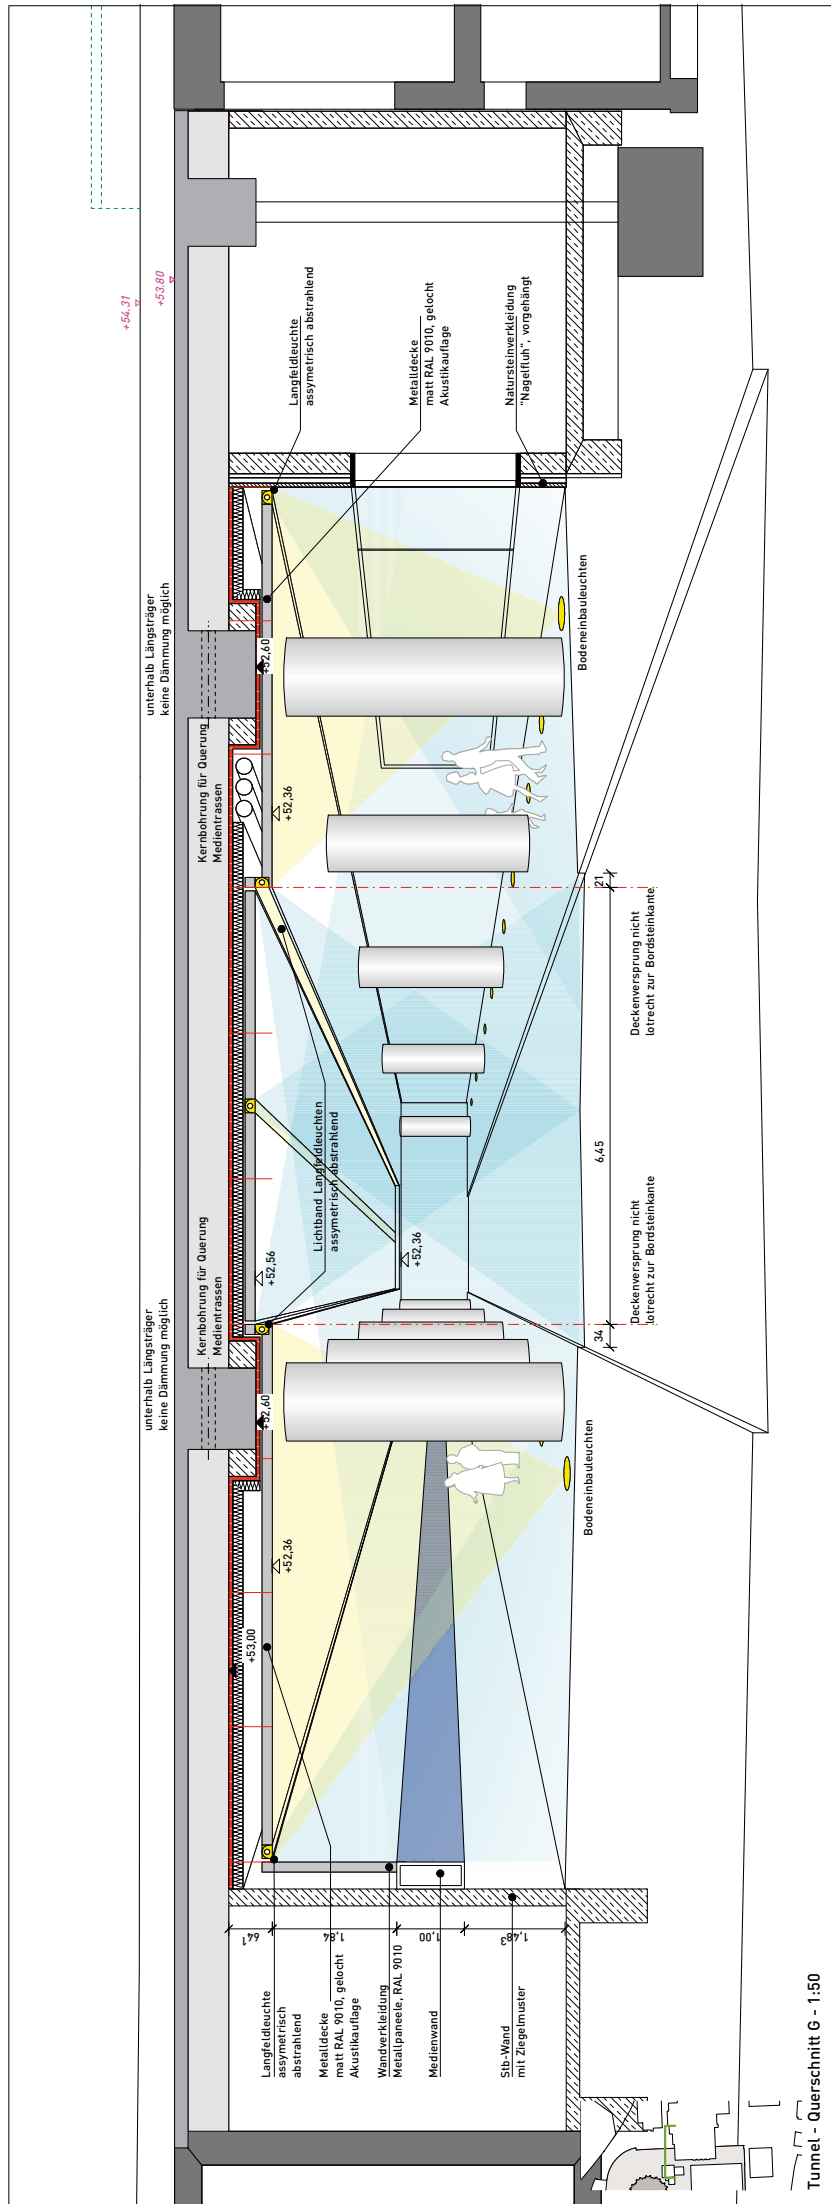 +54.31
+53.80
Langfeldleuchte
assymetrisch abstrahlend
Metalldecke
matt RAL 9010, gelocht
Akustikauflage
Natursteinverkleidung
"Nagelfluh", vorgehängt
unterhalb Längsträger
keine Dämmung möglich
Kernbohrung für Querung
Medientrassen
+52,60
+52,36
Bodeneinbauleuchten
21
Deckenversprung nicht
lotrecht zur Bordsteinkante
6,45
Lichtband Langfeldleuchten
assymetrisch abstrahlend
+52,36
+52,56
Kernbohrung für Querung
Medientrassen
unterhalb Längsträger
keine Dämmung möglich
Deckenversprung nicht
lotrecht zur Bordsteinkante
34
+52,60
+52,36
+53,00
Bodeneinbauleuchten
64¹
1,84
1,00
1,48³
Langfeldleuchte
assymetrisch
abstrahlend
Metalldecke
matt RAL 9010, gelocht
Akustikauflage
Wandverkleidung
Metallpaneele, RAL 9010
Medienwand
Stb-Wand
mit Ziegelmuster
Tunnel - Querschnitt G - 1:50